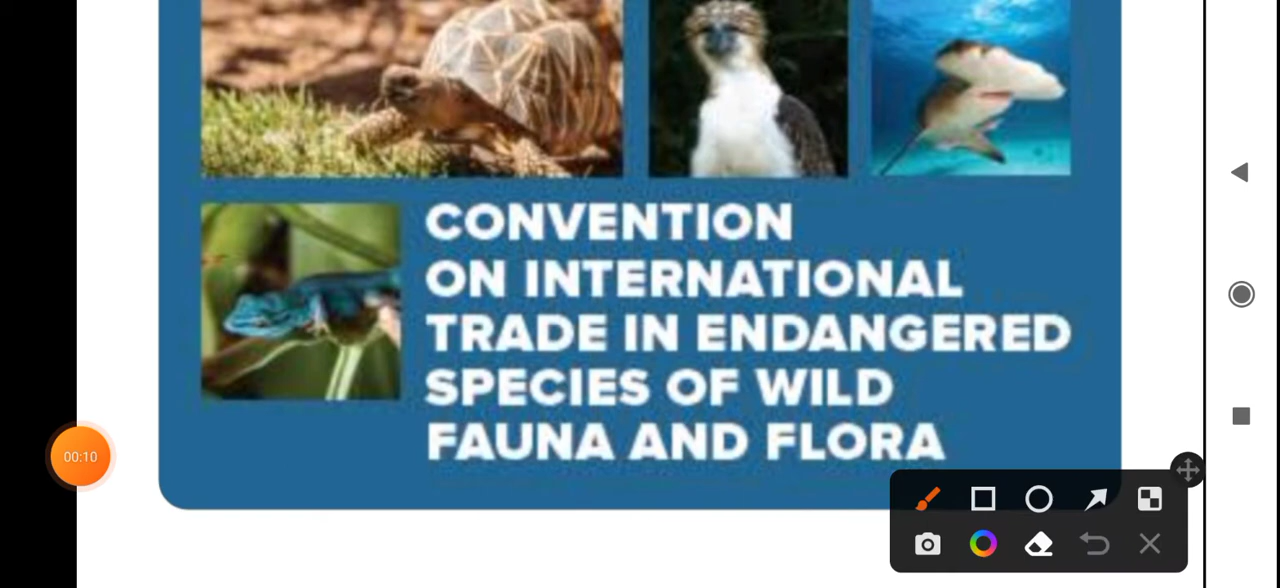 CONVENTION
ON INTERNATIONAL
TRADE IN ENDANGERED
SPECIES OF WILD
FAUNA AND FLORA
00:10